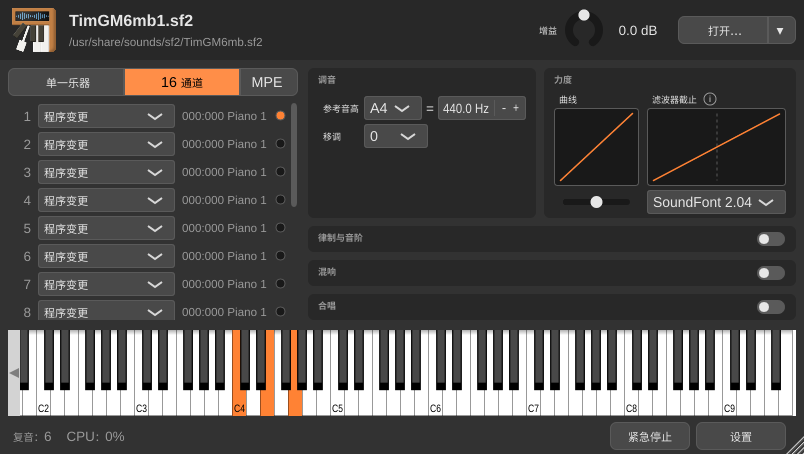 TimGM6mb1.sf2
/usr/share/sounds/sf2/TimGM6mb.sf2
增益
0.0 dB
打开...
单一乐器
16 通道
MPE
1 程序变更 000:000 Piano 1
2 程序变更 000:000 Piano 1
3 程序变更 000:000 Piano 1
4 程序变更 000:000 Piano 1
5 程序变更 000:000 Piano 1
6 程序变更 000:000 Piano 1
7 程序变更 000:000 Piano 1
8 程序变更 000:000 Piano 1
调音
参考音高 A4 = 440.0 Hz - +
移调 0
力度
曲线
滤波器截止
SoundFont 2.04
律制与音阶
混响
合唱
C2 C3 C4 C5 C6 C7 C8 C9
复音: 6 CPU: 0%
紧急停止
设置